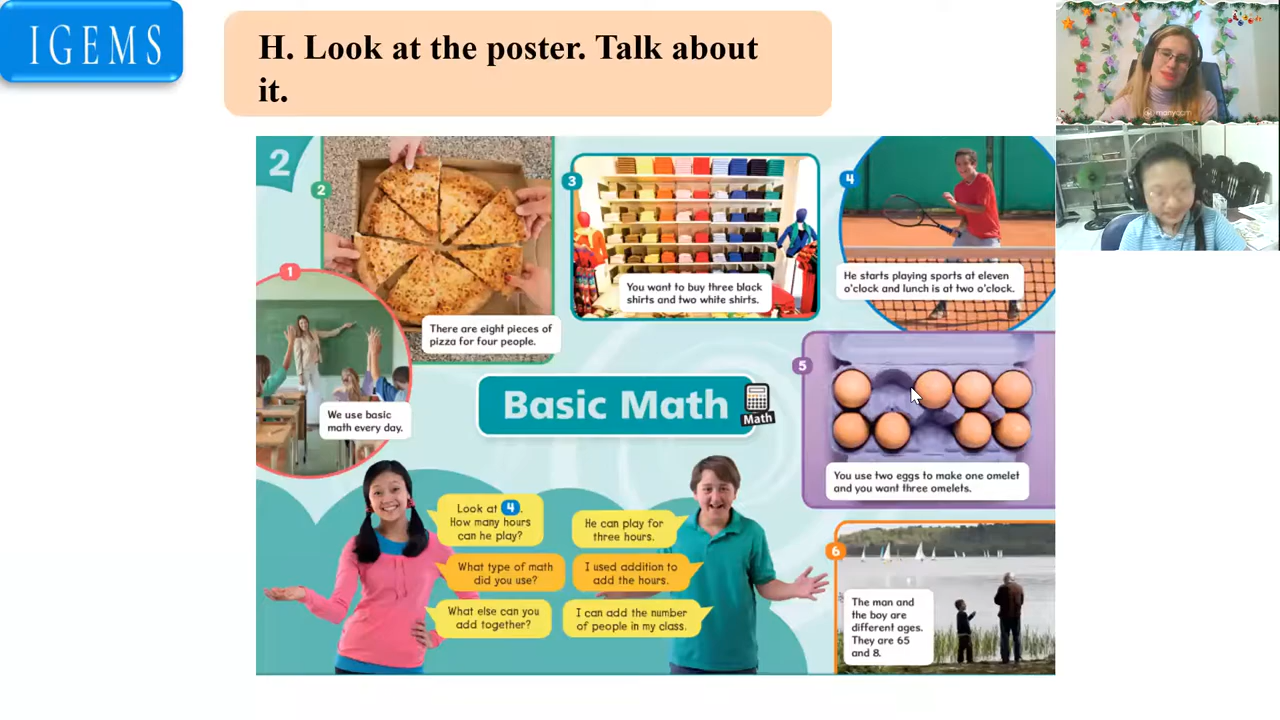 IGEMS
H. Look at the poster. Talk about
it.
2
2
There are eight pieces of
pizza for four people.
3
You want to buy three black
shirts and two white shirts.
4
He starts playing sports at eleven
o'clock and lunch is at two o'clock.
1
We use basic
math every day.
Basic Math
Math
5
You use two eggs to make one omelet
and you want three omelets.
Look at 4.
How many hours
can he play?
He can play for
three hours.
What type of math
did you use?
I used addition to
add the hours.
What else can you
add together?
I can add the number
of people in my class.
6
The man and
the boy are
different ages.
They are 65
and 8.
manycam